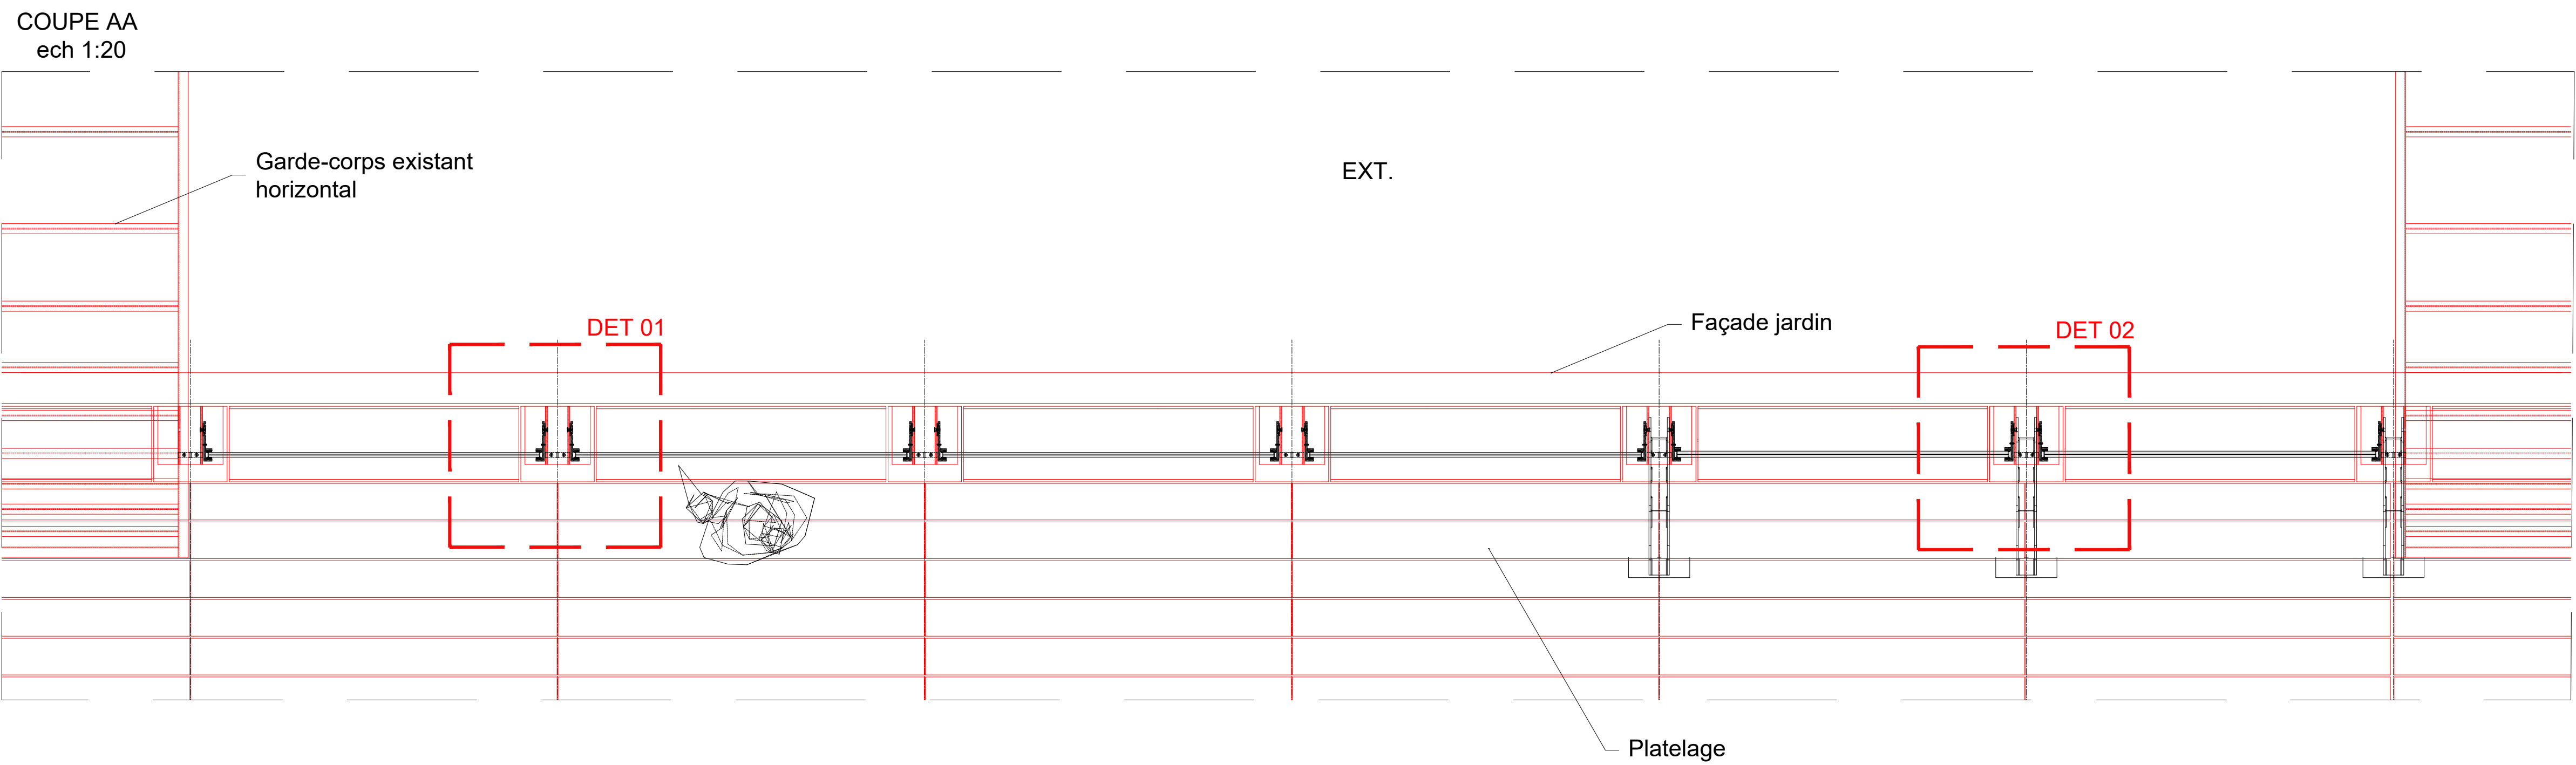 COUPE AA
ech 1:20
Garde-corps existant
horizontal
EXT.
DET 01
Façade jardin
DET 02
Platelage